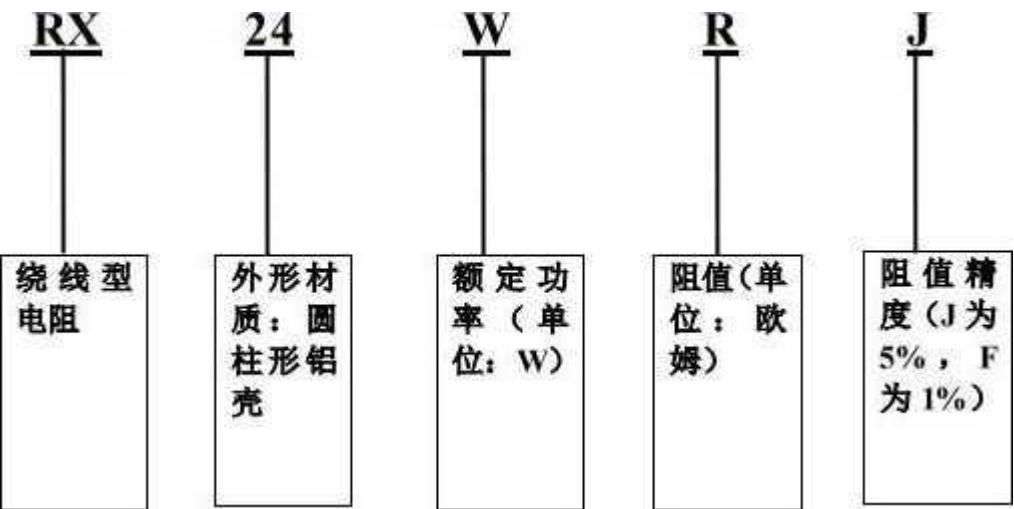 RX 24 W R J
绕线型
电阻
外形材
质：圆
柱形铝
壳
额定功
率（单
位：W）
阻值（单
位：欧
姆）
阻值精
度（J为
5%，F
为1%）